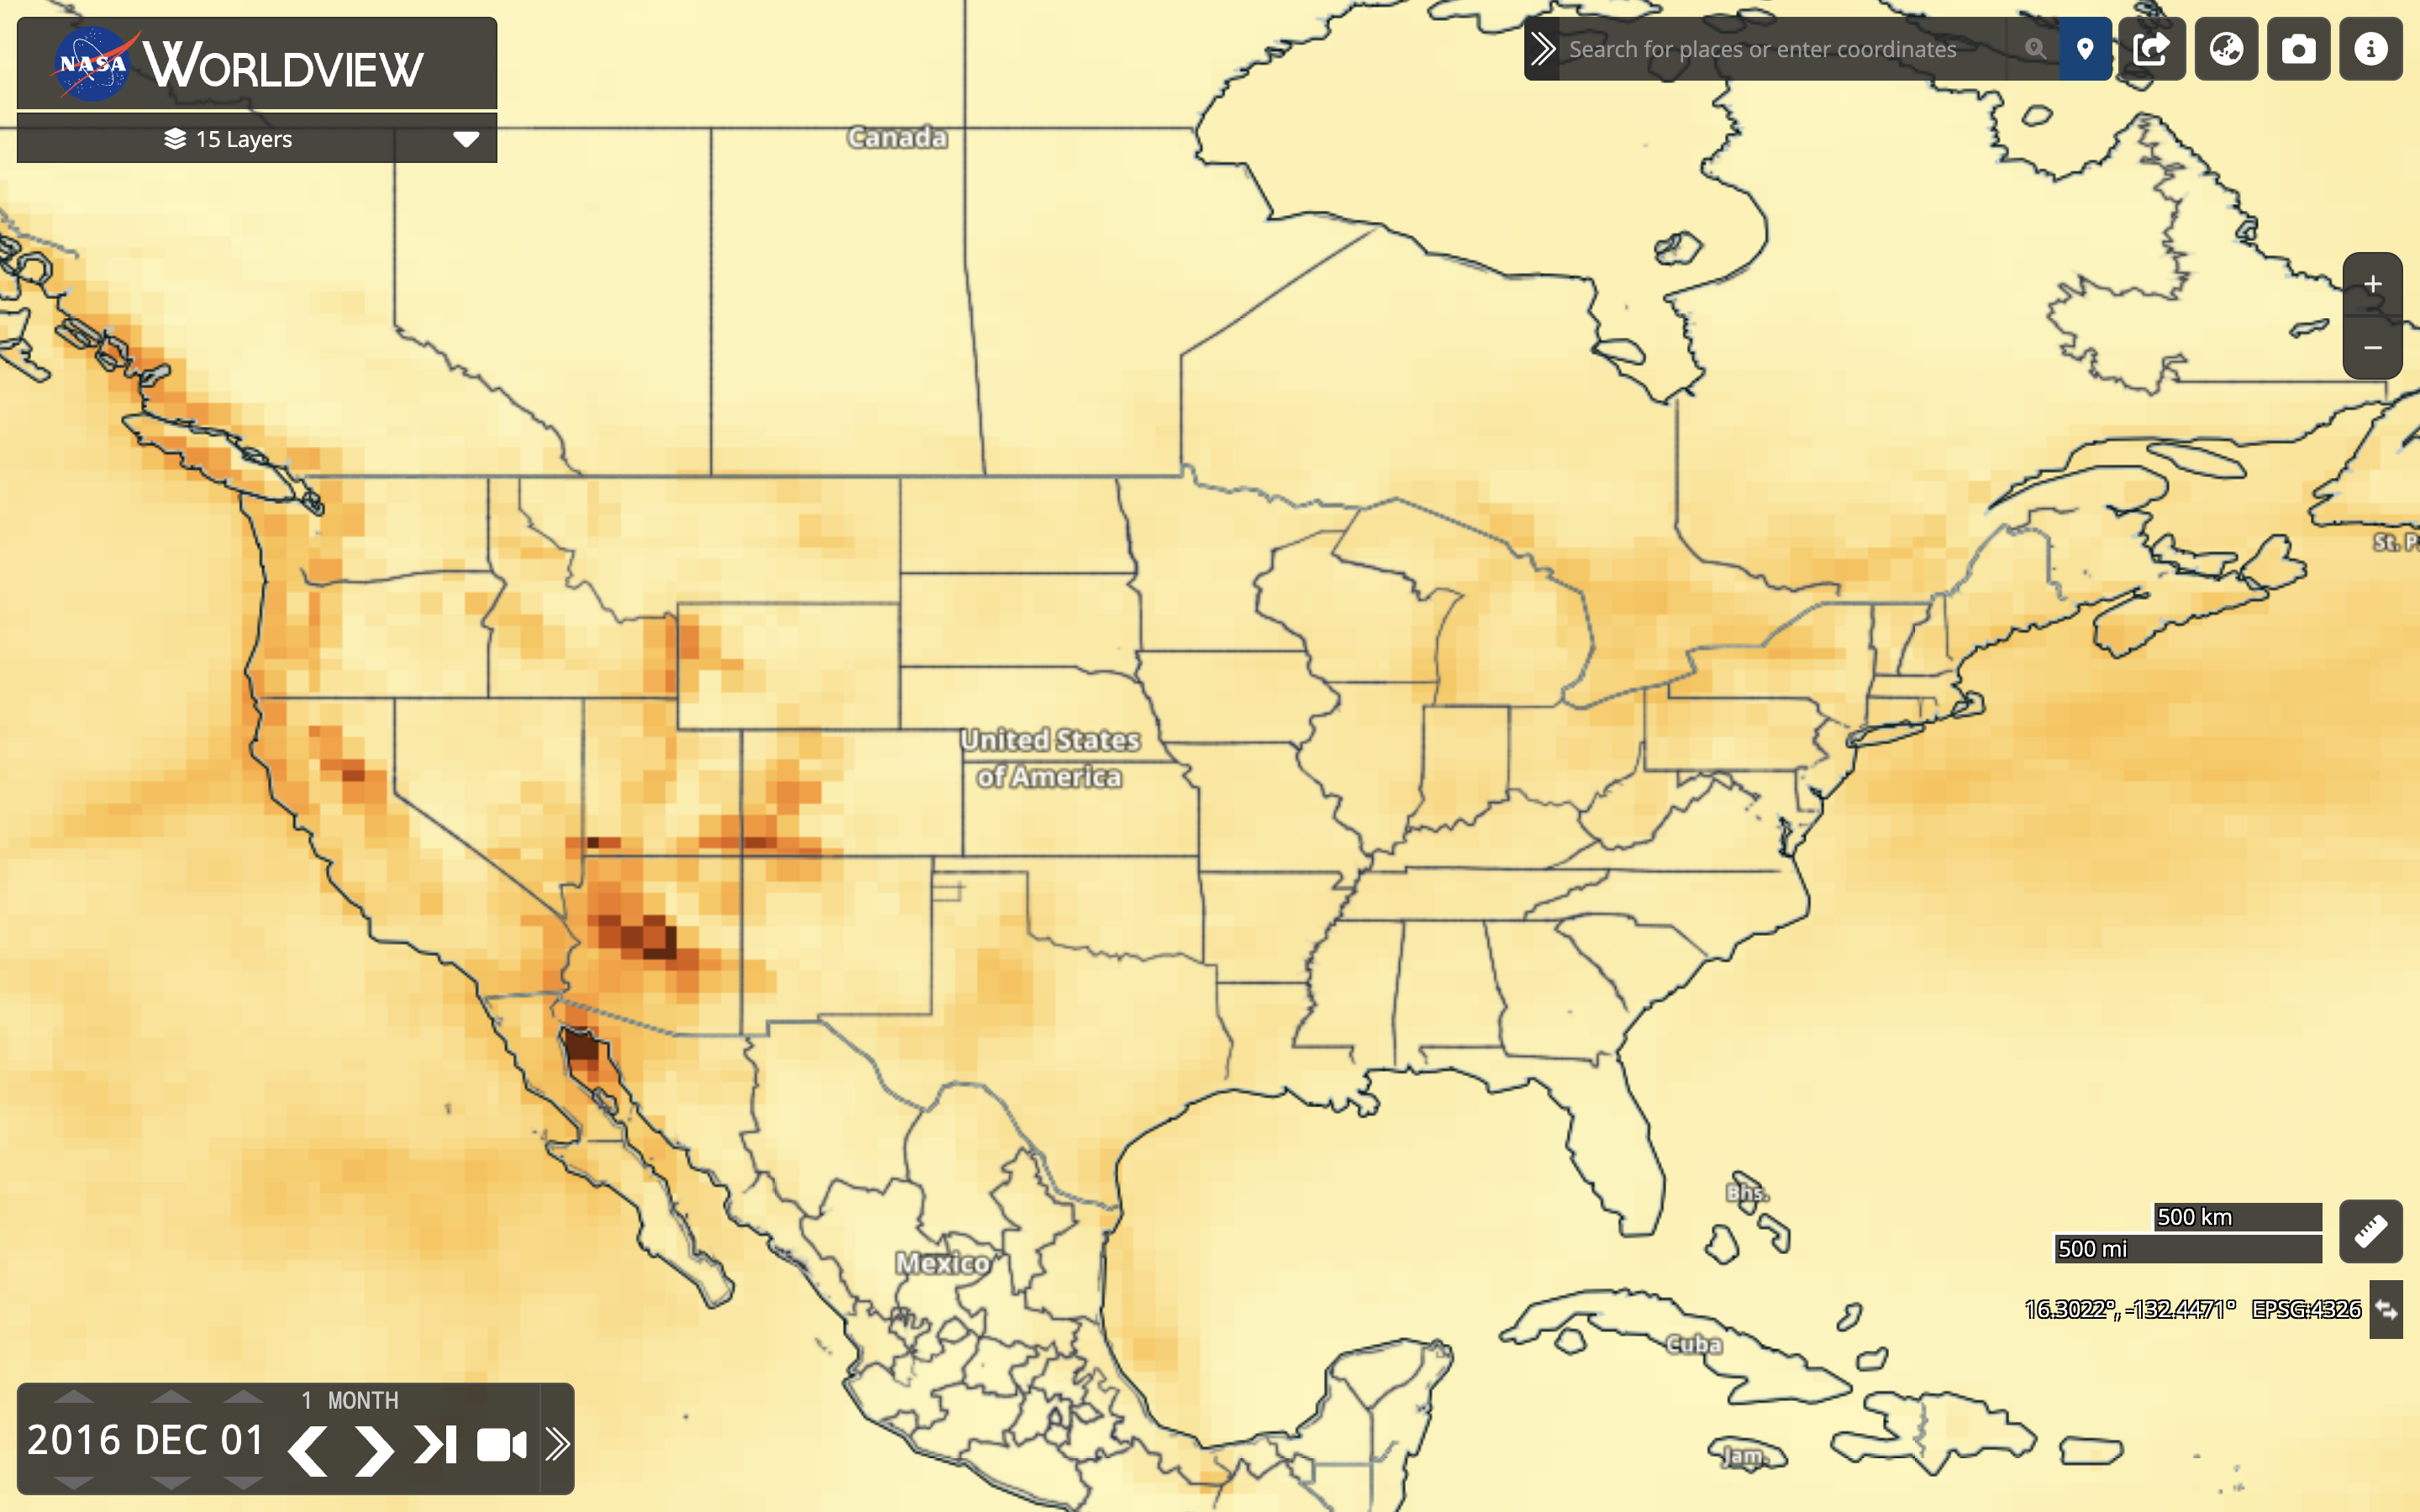 NASA WORLDVIEW
15 Layers
Search for places or enter coordinates
Canada
St. P
United States
of America
Bhs.
500 km
500 mi
Mexico
16.3022°, -132.4471° EPSG:4326
Cuba
Jam.
1 MONTH
2016 DEC 01